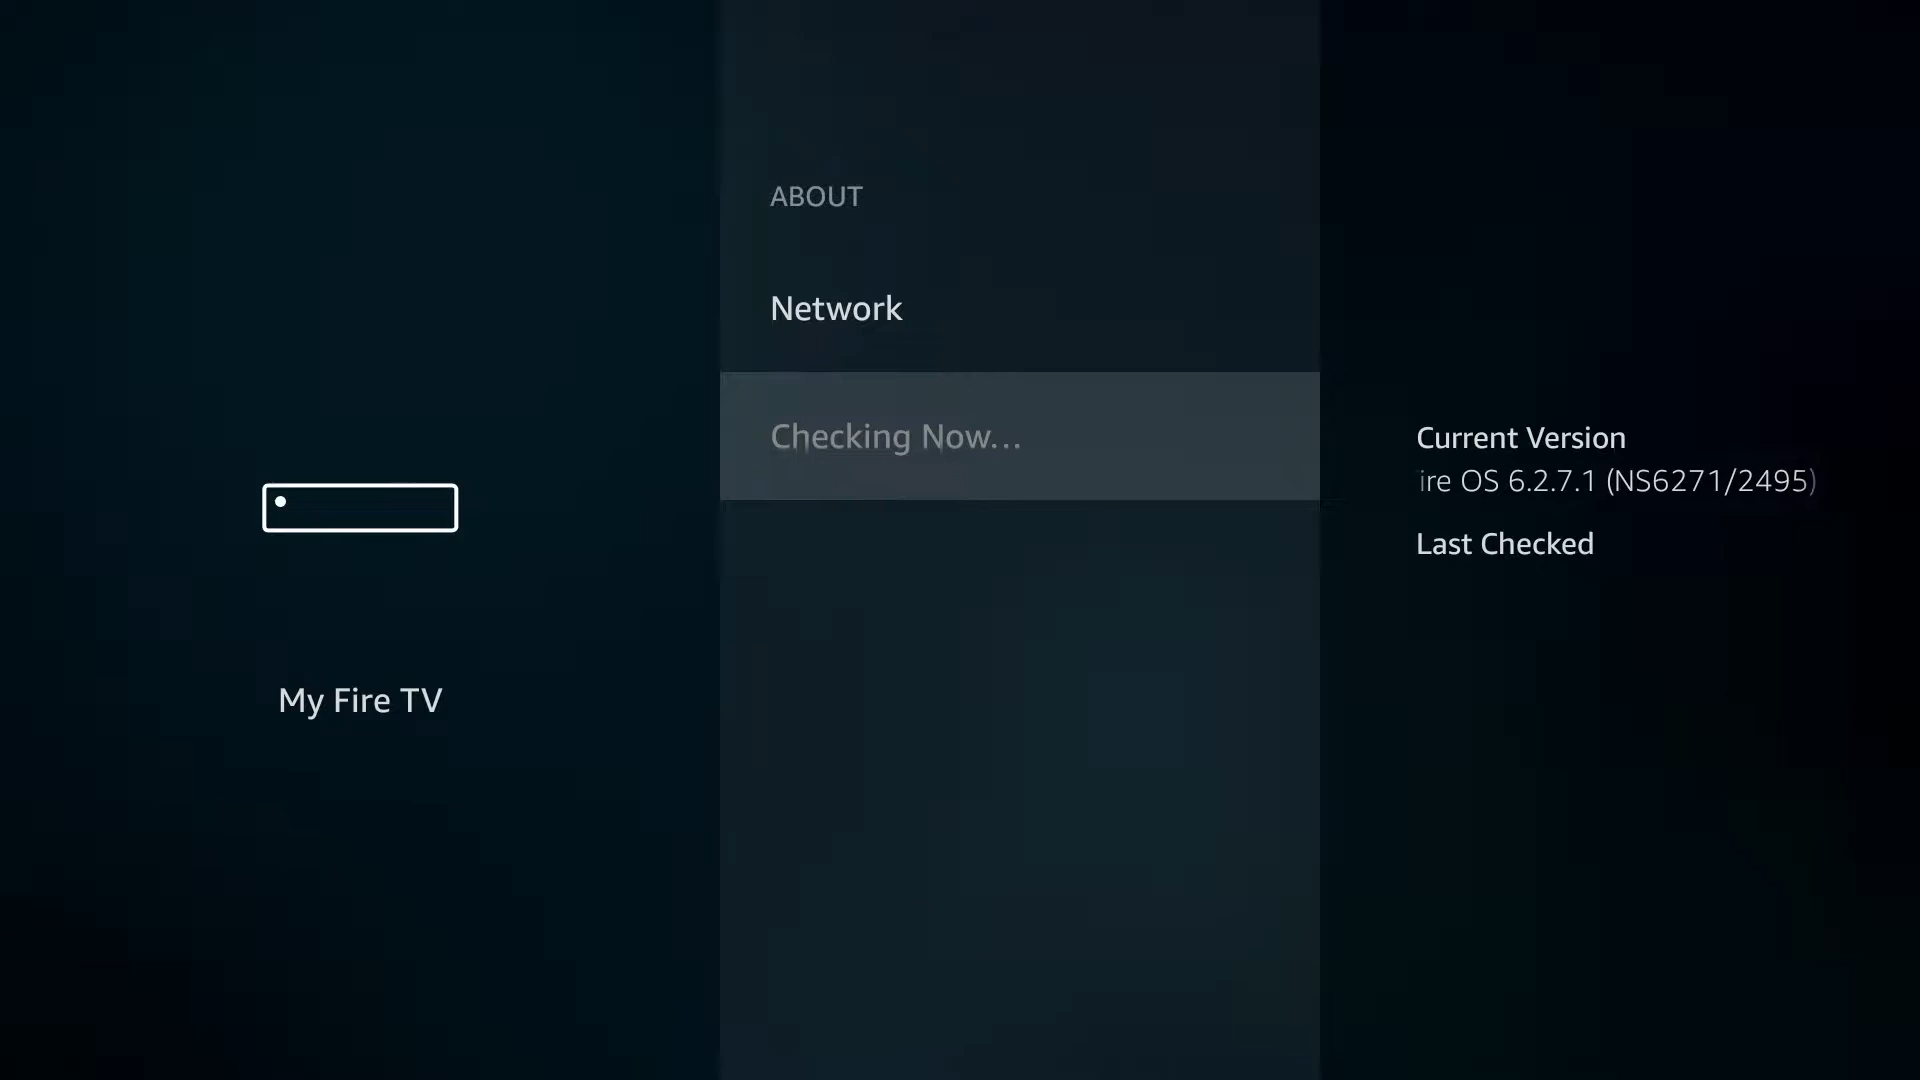 ABOUT
Network
Checking Now...
My Fire TV
Current Version
ire OS 6.2.7.1 (NS6271/2495)
Last Checked